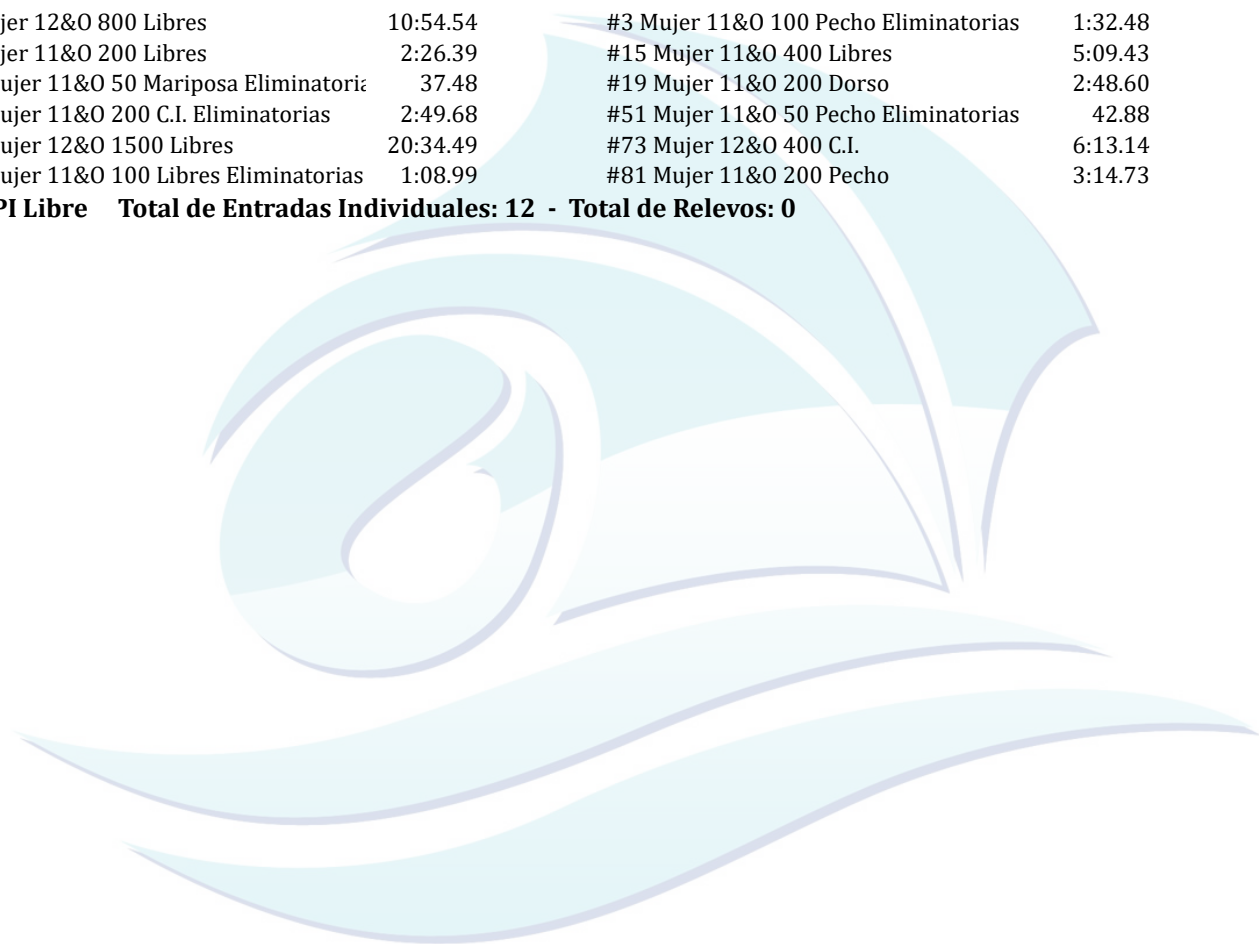 jer 12&O 800 Libres 10:54.54 #3 Mujer 11&O 100 Pecho Eliminatorias 1:32.48
jer 11&O 200 Libres 2:26.39 #15 Mujer 11&O 400 Libres 5:09.43
ujer 11&O 50 Mariposa Eliminatoria 37.48 #19 Mujer 11&O 200 Dorso 2:48.60
ujer 11&O 200 C.I. Eliminatorias 2:49.68 #51 Mujer 11&O 50 Pecho Eliminatorias 42.88
ujer 12&O 1500 Libres 20:34.49 #73 Mujer 12&O 400 C.I. 6:13.14
ujer 11&O 100 Libres Eliminatorias 1:08.99 #81 Mujer 11&O 200 Pecho 3:14.73
PI Libre Total de Entradas Individuales: 12 - Total de Relevos: 0